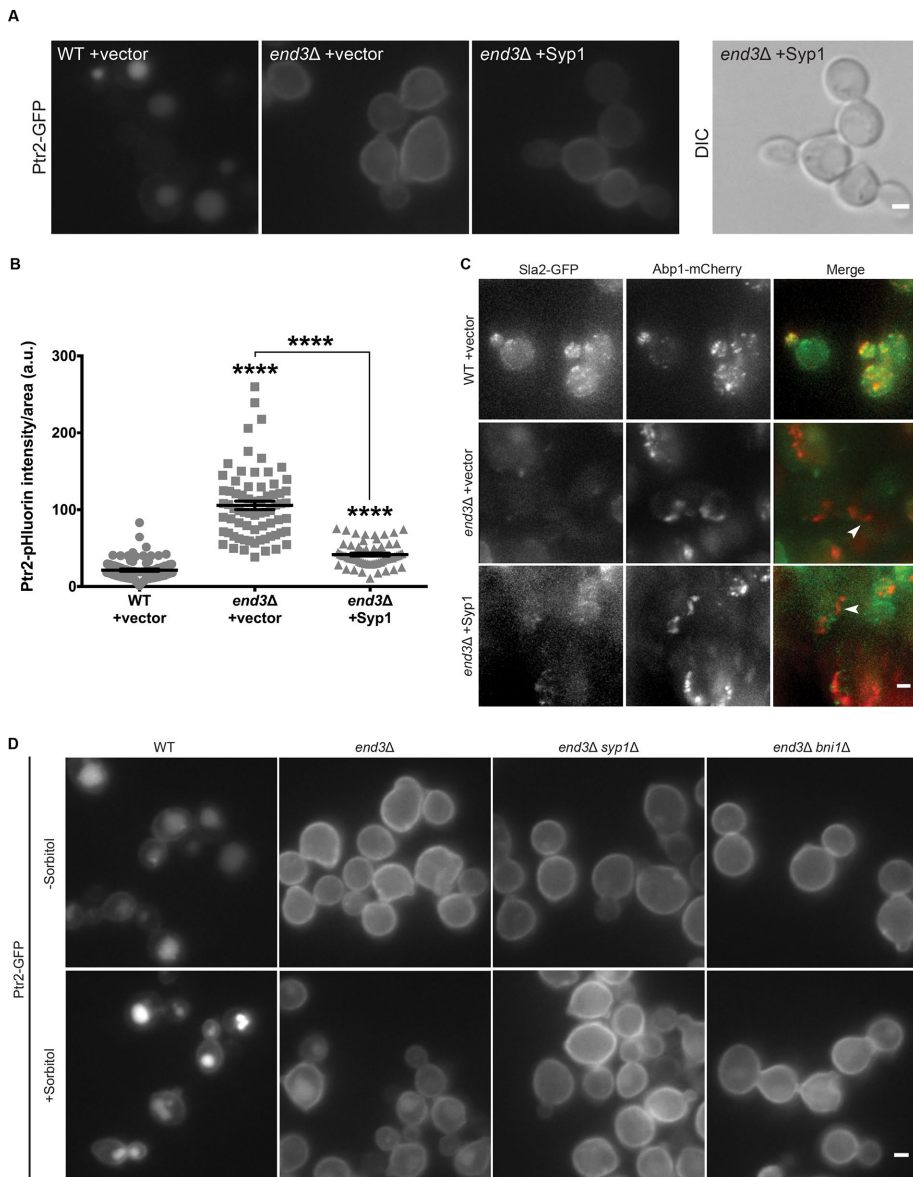 A
WT +vector
end3Δ +vector
end3Δ +Syp1
end3Δ +Syp1
Ptr2-GFP
DIC
B
Ptr2-pHluorin intensity/area (a.u.)
300
200
100
0
****
****
****
WT
+vector
end3Δ
+vector
end3Δ
+Syp1
C
Sla2-GFP
Abp1-mCherry
Merge
WT +vector
end3Δ +vector
end3Δ +Syp1
D
WT
end3Δ
end3Δ syp1Δ
end3Δ bni1Δ
Ptr2-GFP
-Sorbitol
+Sorbitol